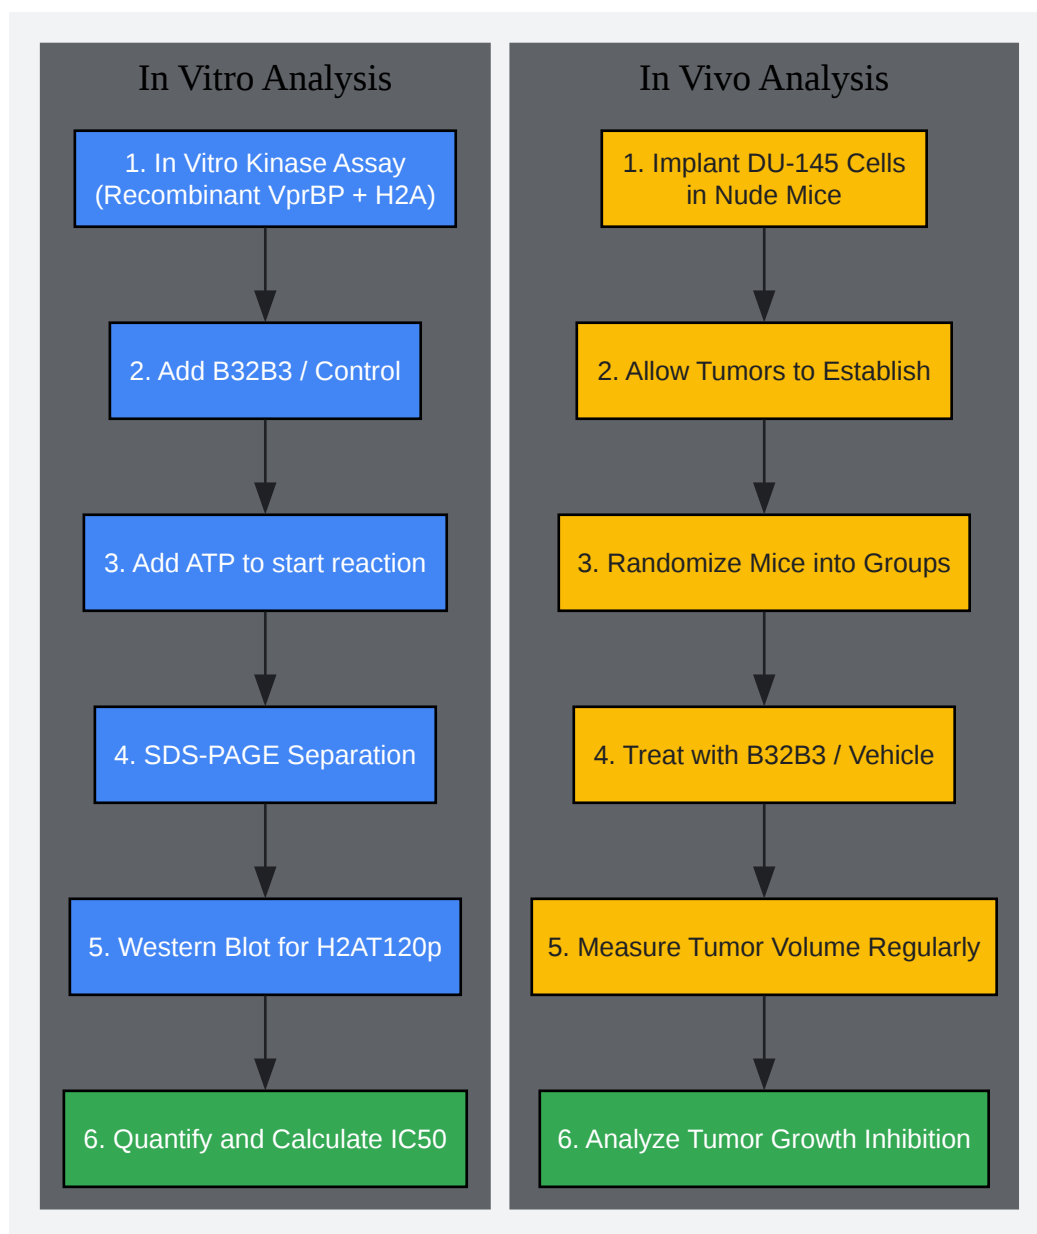 In Vitro Analysis
1. In Vitro Kinase Assay
(Recombinant VprBP + H2A)
2. Add B32B3 / Control
3. Add ATP to start reaction
4. SDS-PAGE Separation
5. Western Blot for H2AT120p
6. Quantify and Calculate IC50
In Vivo Analysis
1. Implant DU-145 Cells
in Nude Mice
2. Allow Tumors to Establish
3. Randomize Mice into Groups
4. Treat with B32B3 / Vehicle
5. Measure Tumor Volume Regularly
6. Analyze Tumor Growth Inhibition